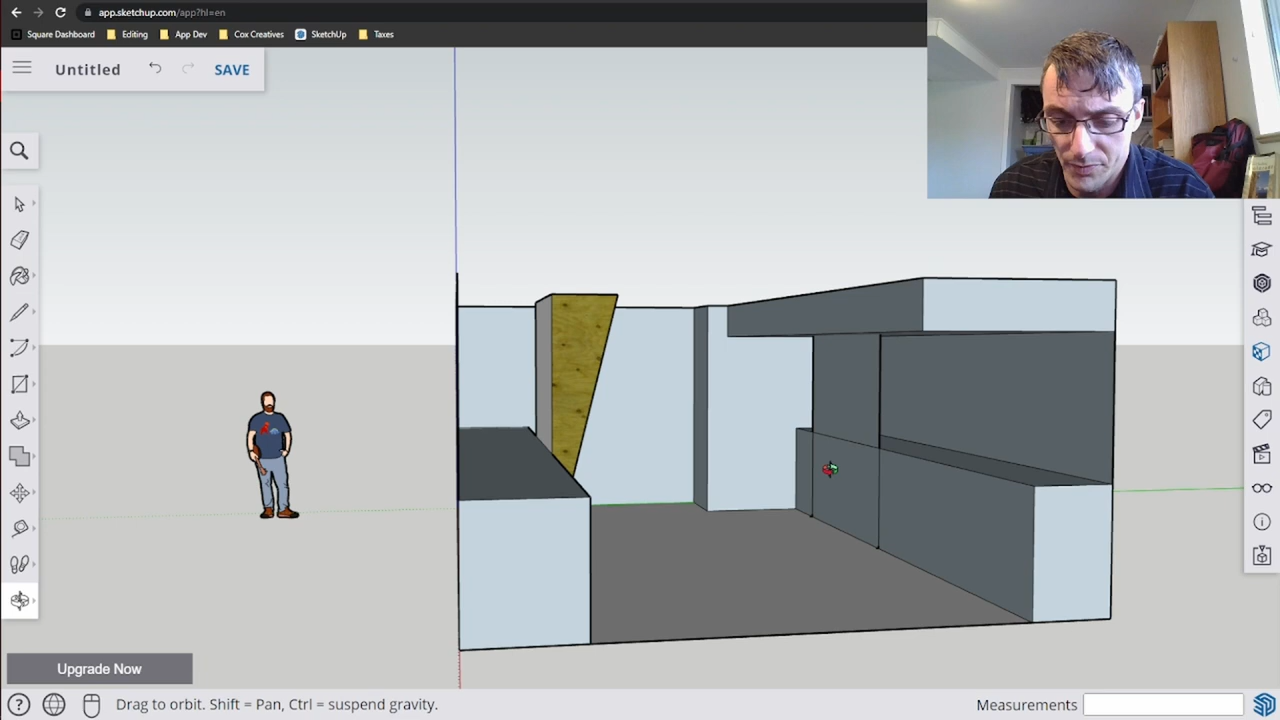 app.sketchup.com/app?hl=en
Square Dashboard Editing App Dev Cox Creatives SketchUp Taxes
Untitled SAVE
Upgrade Now
Drag to orbit. Shift = Pan, Ctrl = suspend gravity. Measurements